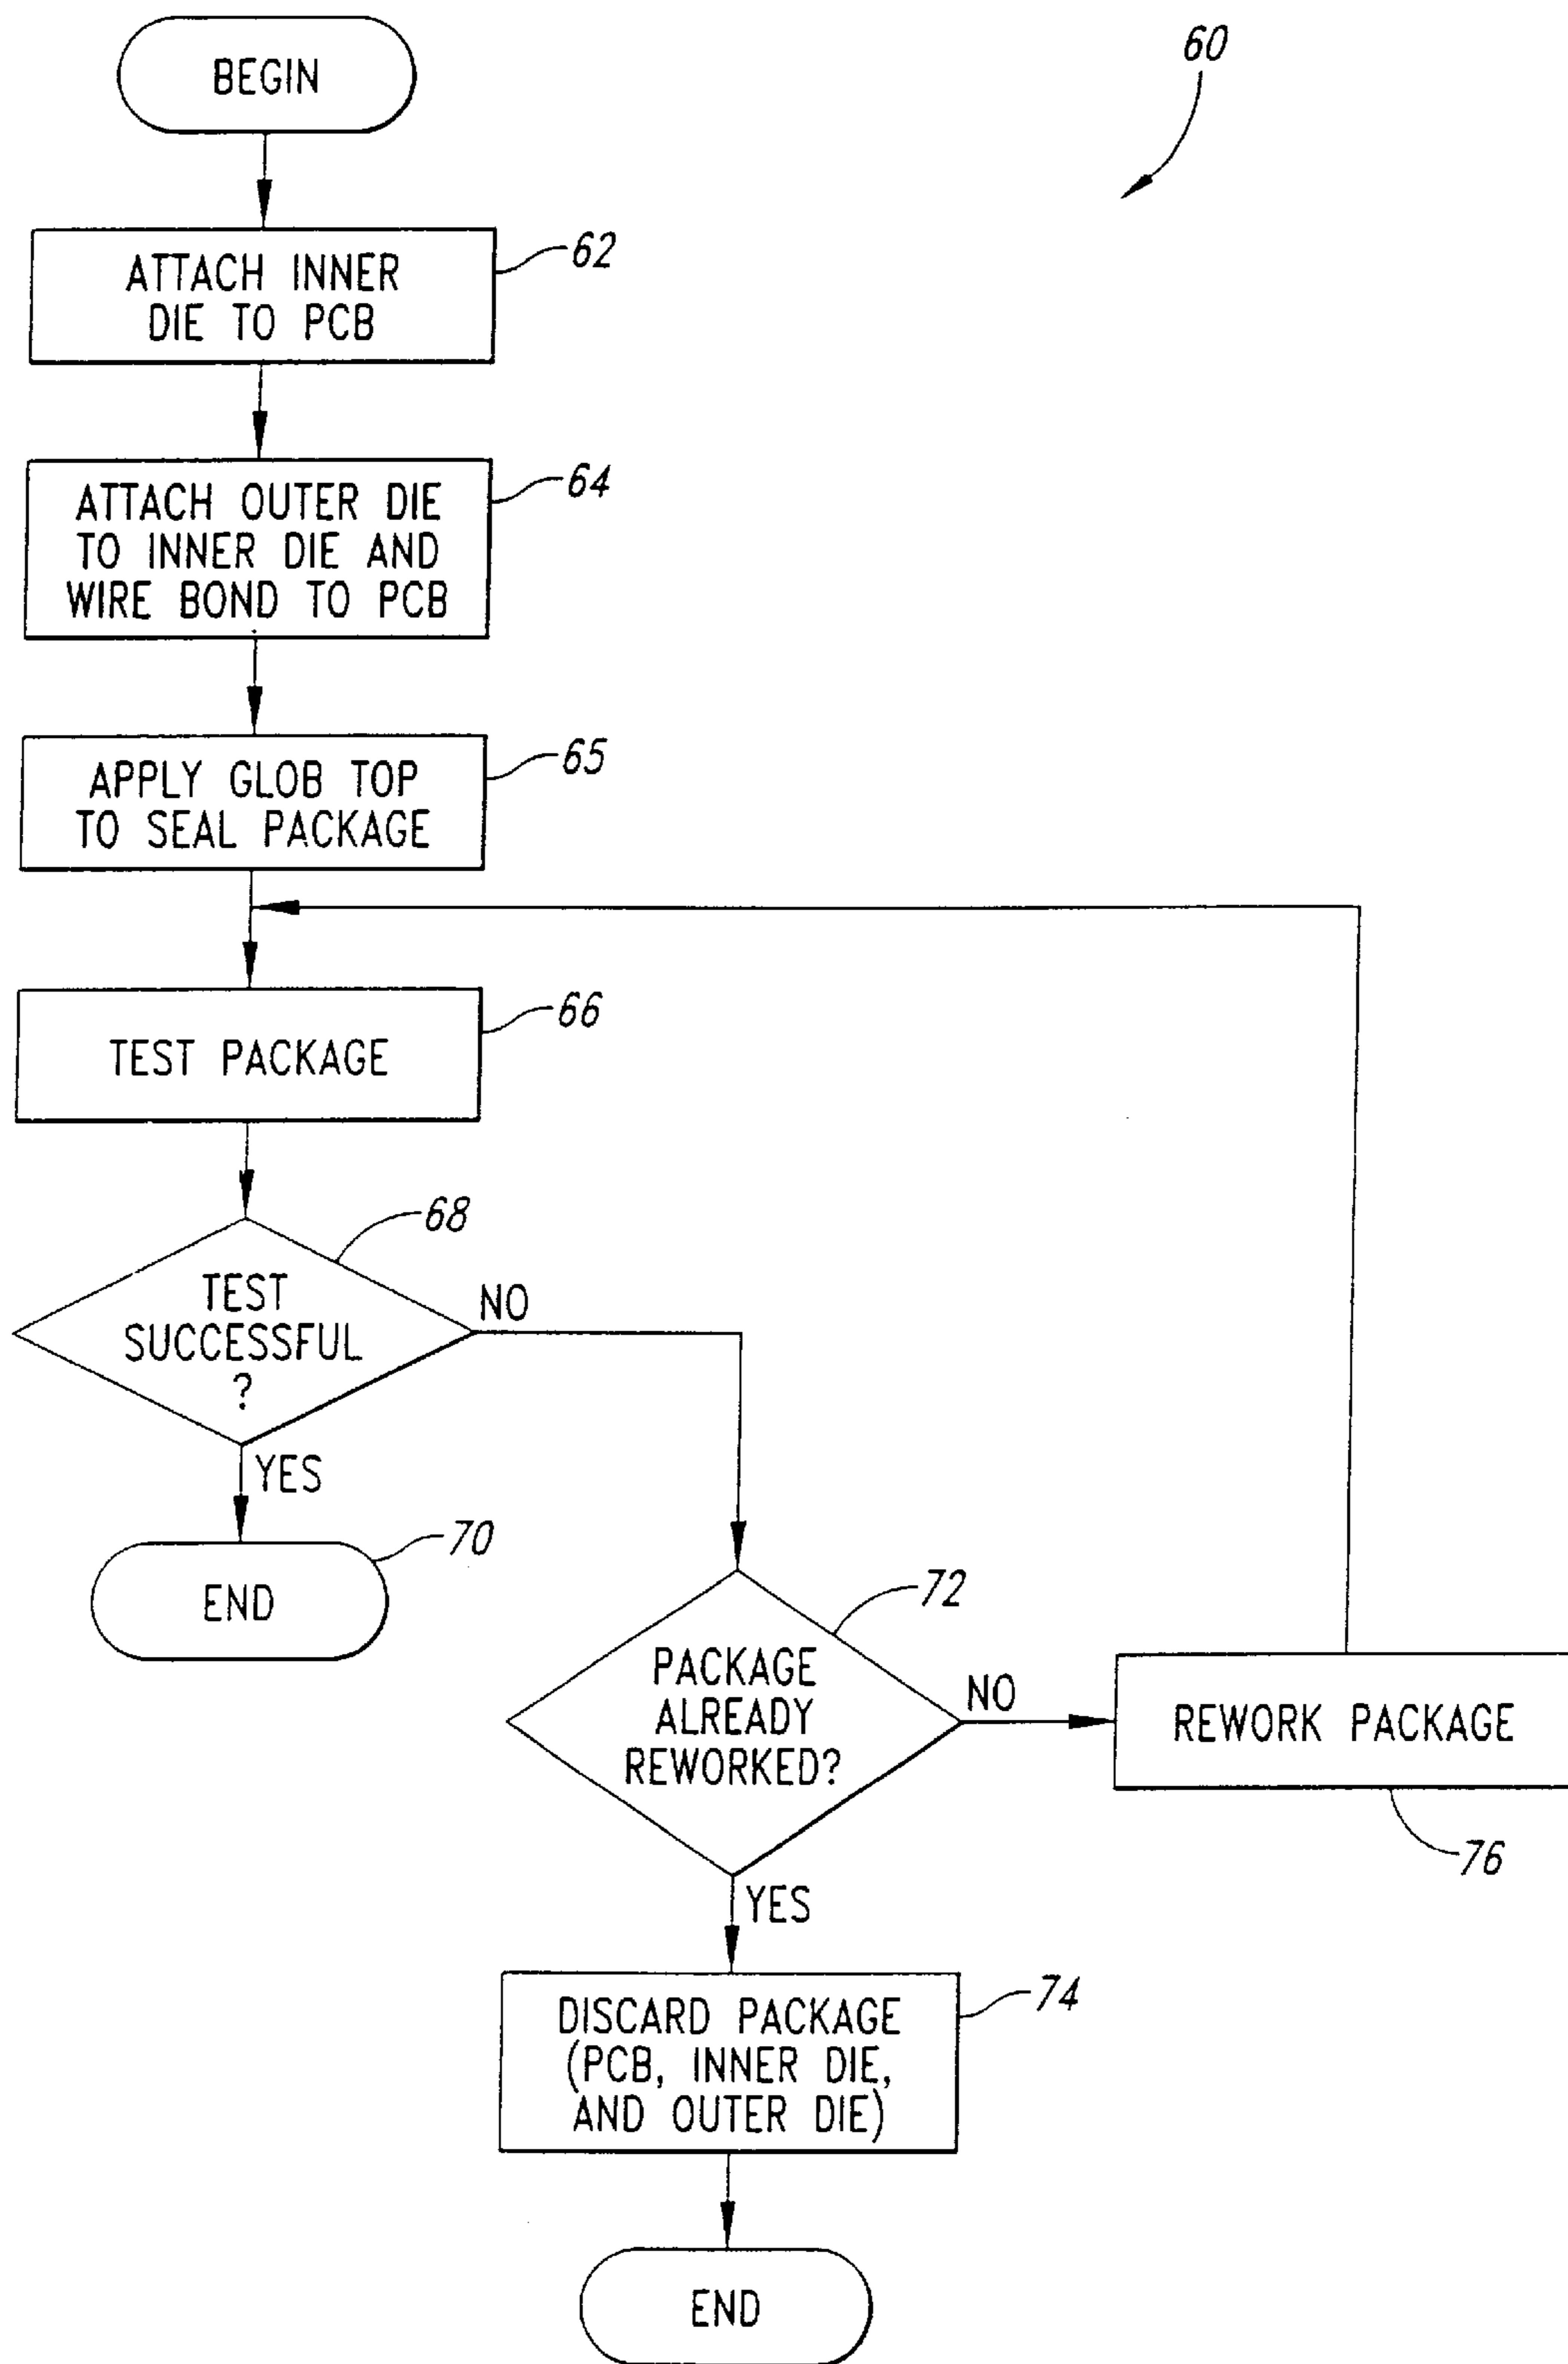 BEGIN
60
ATTACH INNER
DIE TO PCB
62
ATTACH OUTER DIE
TO INNER DIE AND
WIRE BOND TO PCB
64
APPLY GLOB TOP
TO SEAL PACKAGE
65
TEST PACKAGE
66
TEST
SUCCESSFUL
?
68
NO
YES
END
70
PACKAGE
ALREADY
REWORKED?
72
NO
REWORK PACKAGE
76
YES
DISCARD PACKAGE
(PCB, INNER DIE,
AND OUTER DIE)
74
END